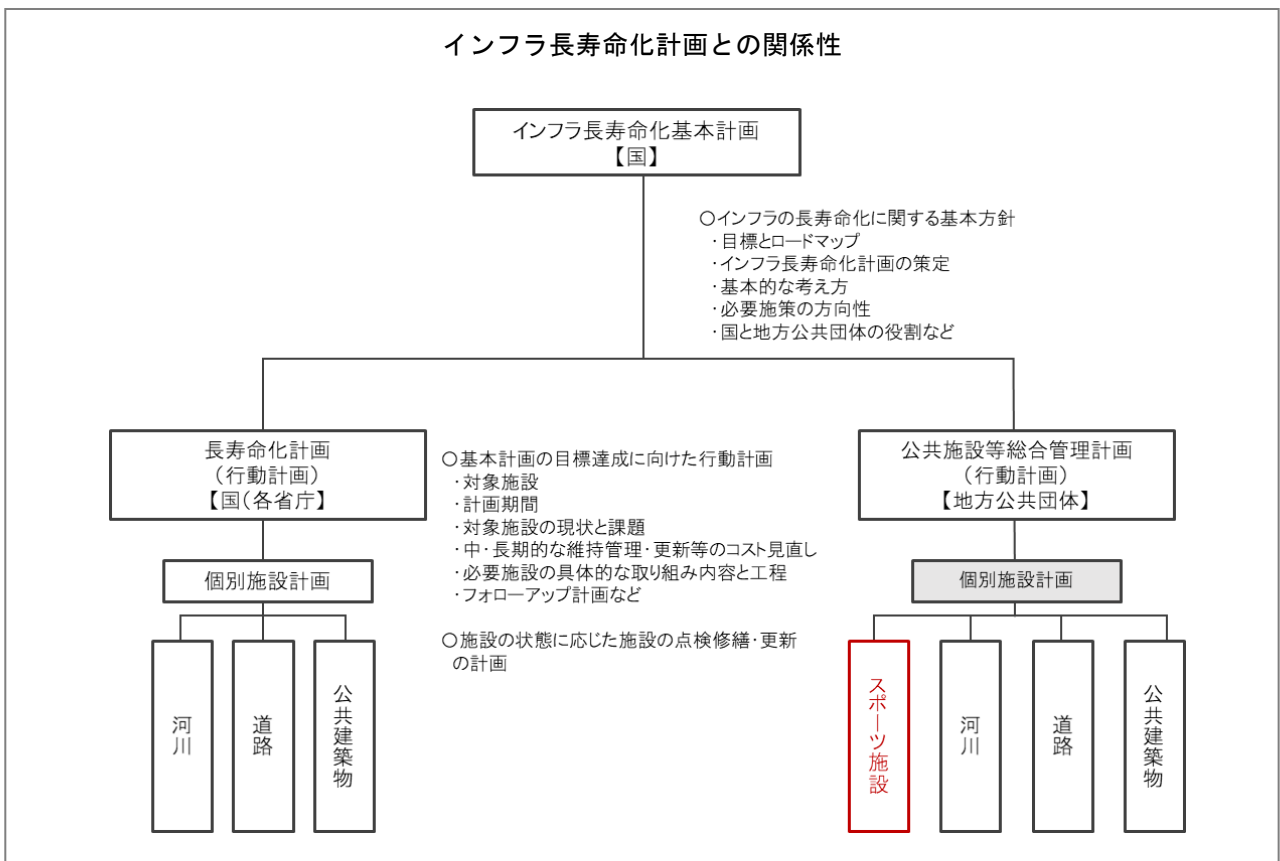 インフラ長寿命化計画との関係性
インフラ長寿命化基本計画
【国】
○インフラの長寿命化に関する基本方針
・目標とロードマップ
・インフラ長寿命化計画の策定
・基本的な考え方
・必要施策の方向性
・国と地方公共団体の役割など
長寿命化計画
(行動計画)
【国(各省庁】
○基本計画の目標達成に向けた行動計画
・対象施設
・計画期間
・対象施設の現状と課題
・中・長期的な維持管理・更新等のコスト見直し
・必要施設の具体的な取り組み内容と工程
・フォローアップ計画など
○施設の状態に応じた施設の点検修繕・更新
の計画
公共施設等総合管理計画
(行動計画)
【地方公共団体】
個別施設計画
河川
道路
公共建築物
個別施設計画
スポーツ施設
河川
道路
公共建築物